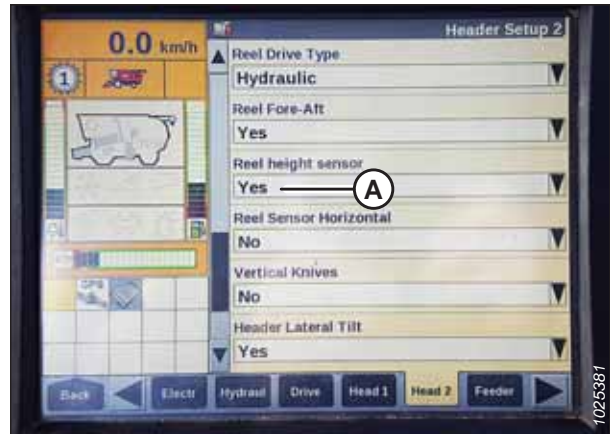 0.0 km/h
Header Setup 2
1
Reel Drive Type
Hydraulic
Reel Fore-Aft
Yes
Reel height sensor
Yes
A
Reel Sensor Horizontal
No
Vertical Knives
No
GPS
Header Lateral Tilt
Yes
Back
Electr
Hydraul
Drive
Head 1
Head 2
Feeder
1025381